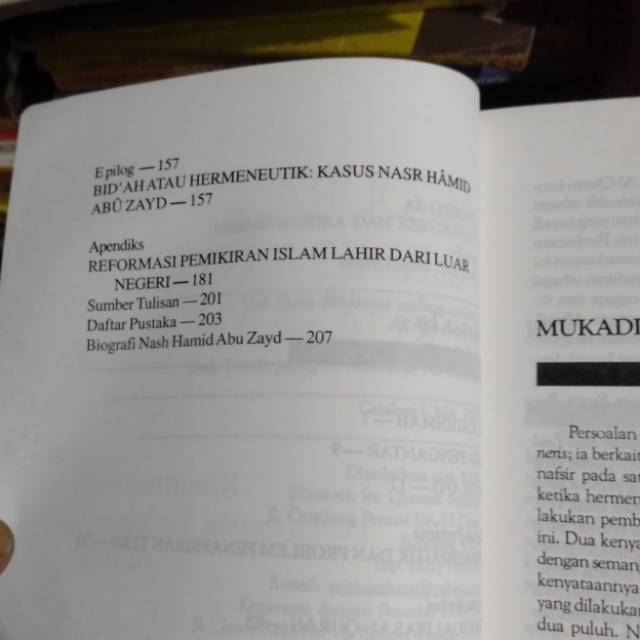 Epilog — 157
BID'AH ATAU HERMENEUTIK: KASUS NASR HÂMID
ABÛ ZAYD — 157
Apendiks
REFORMASI PEMIKIRAN ISLAM LAHIR DARI LUAR
NEGERI — 181
Sumber Tulisan — 201
Daftar Pustaka — 203
Biografi Nash Hamid Abu Zayd — 207
MUKADI
Persoalan
neris; ia berkait
nafsir pada sat
ketika hermen
lakukan pemb
ini. Dua kenya
dengan semang
kenyataannya
yang dilakukan
dua puluh. N